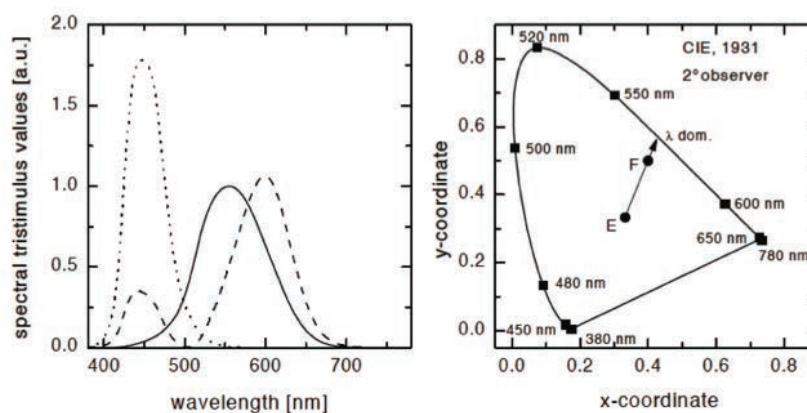 spectral tristimulus values [a.u.]
2.0
1.5
1.0
0.5
0.0
400 500 600 700
wavelength [nm]
y-coordinate
0.8
0.6
0.4
0.2
0.0
0.0 0.2 0.4 0.6 0.8
x-coordinate
520 nm
CIE, 1931
2° observer
550 nm
λ dom.
500 nm
F
600 nm
E
650 nm
780 nm
480 nm
450 nm
380 nm